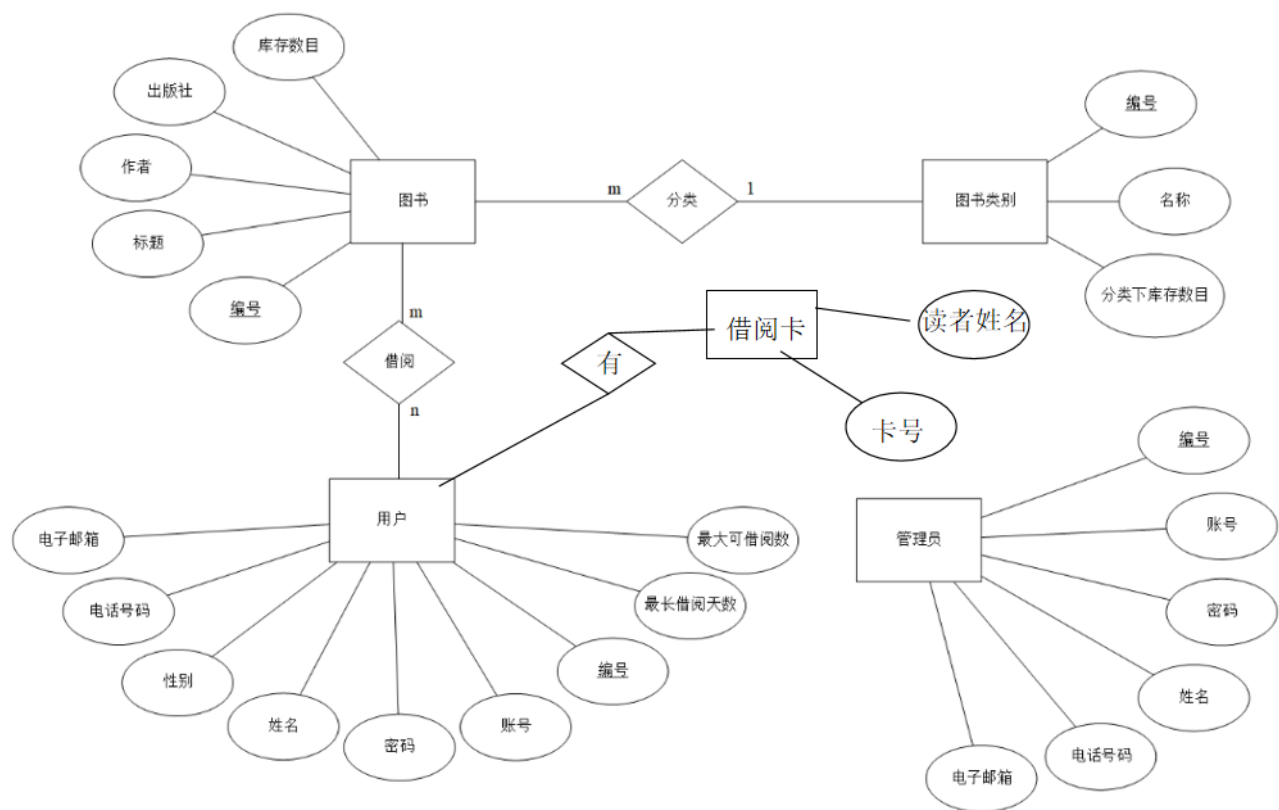 库存数目
出版社
作者
标题
编号
图书
m
分类
1
图书类别
编号
名称
分类下库存数目
m
借阅
n
有
借阅卡
读者姓名
卡号
用户
电子邮箱
电话号码
性别
姓名
密码
账号
编号
最长借阅天数
最大可借阅数
管理员
编号
账号
密码
姓名
电话号码
电子邮箱